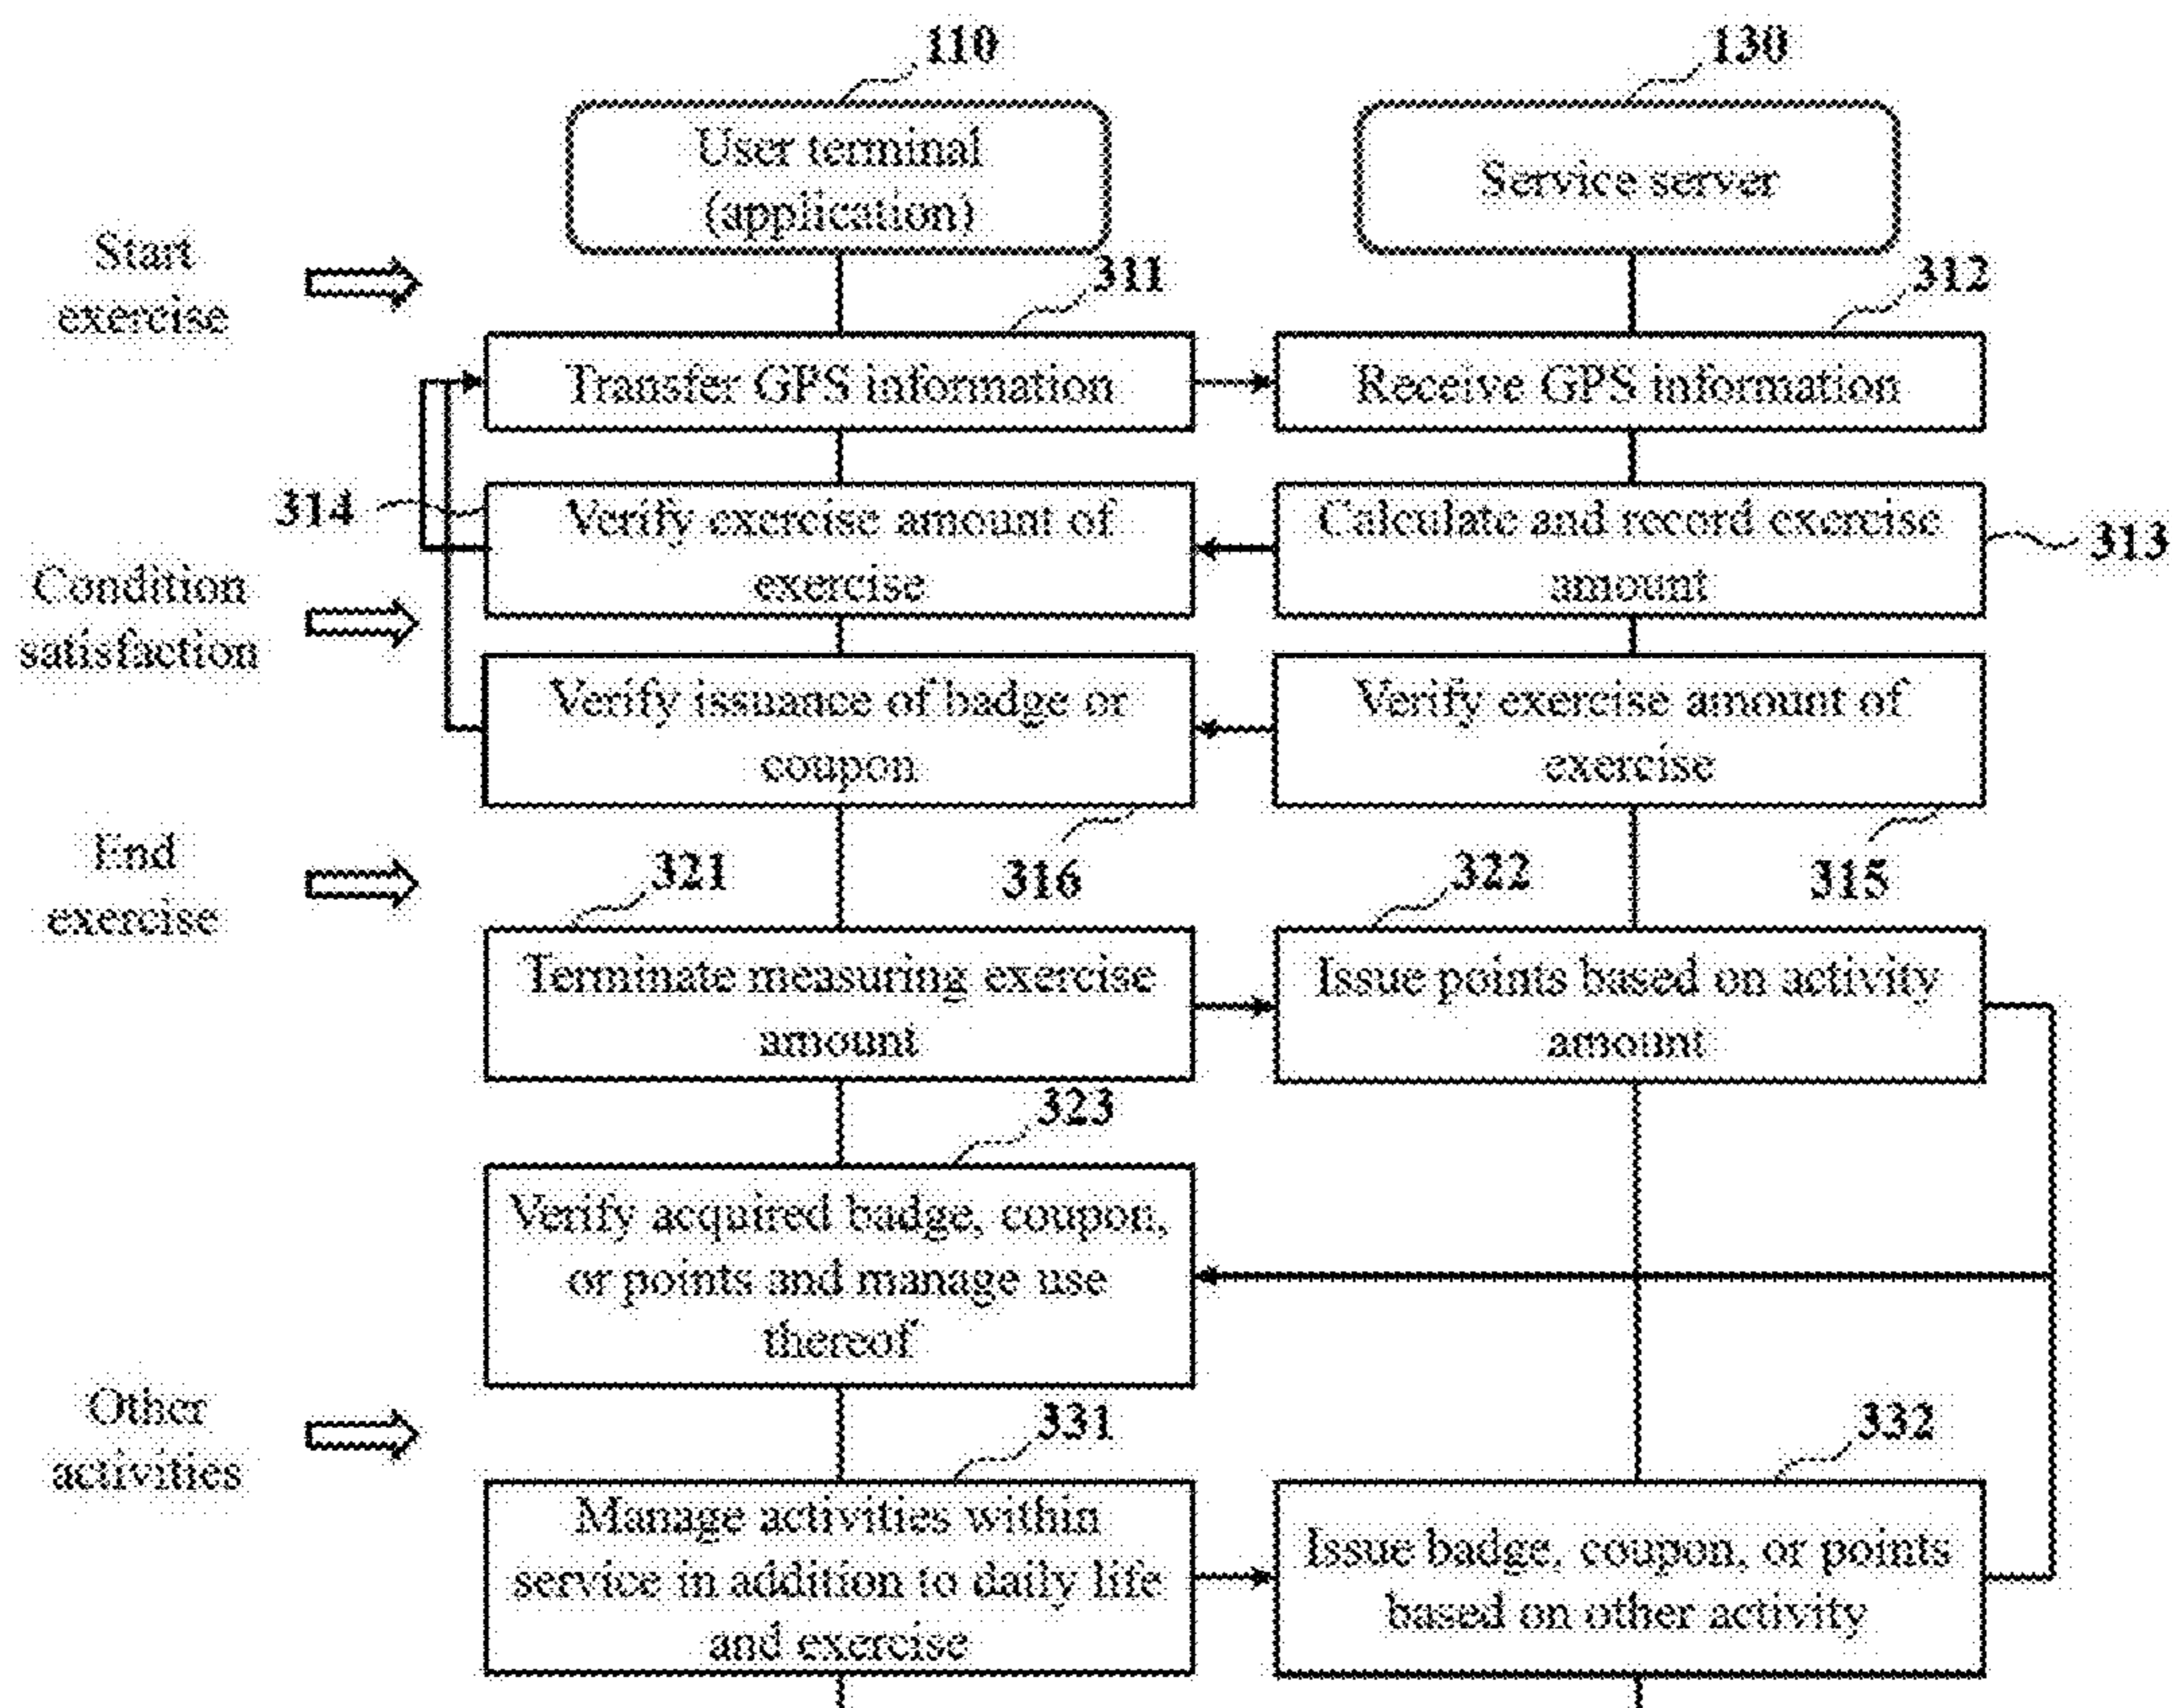 110
130
User terminal
(application)
Service server
Start
exercise
311
312
Transfer GPS information
Receive GPS information
314
Verify exercise amount of
exercise
Calculate and record exercise
amount
313
Condition
satisfaction
Verify issuance of badge or
coupon
Verify exercise amount of
exercise
End
exercise
321
316
322
315
Terminate measuring exercise
amount
Issue points based on activity
amount
323
Verify acquired badge, coupon,
or points and manage use
thereof
Other
activities
331
332
Manage activities within
service in addition to daily life
and exercise
Issue badge, coupon, or points
based on other activity